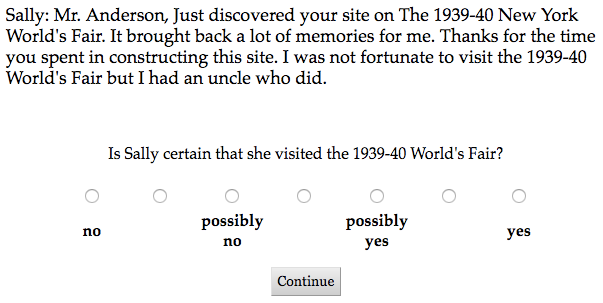 Sally: Mr. Anderson, Just discovered your site on The 1939-40 New York
World's Fair. It brought back a lot of memories for me. Thanks for the time
you spent in constructing this site. I was not fortunate to visit the 1939-40
World's Fair but I had an uncle who did.
Is Sally certain that she visited the 1939-40 World's Fair?
no
possibly no
possibly yes
yes
Continue